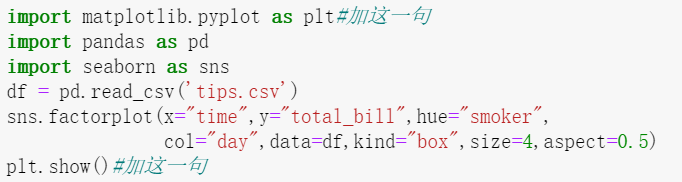 import matplotlib.pyplot as plt#加这一句
import pandas as pd
import seaborn as sns
df = pd.read_csv('tips.csv')
sns.factorplot(x="time",y="total_bill",hue="smoker",
col="day",data=df,kind="box",size=4,aspect=0.5)
plt.show()#加这一句